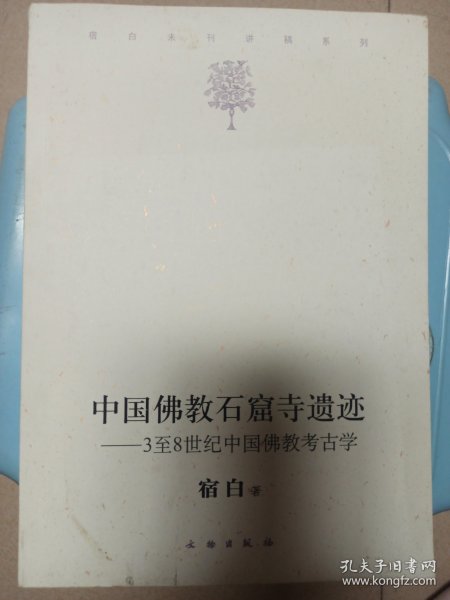 宿白未刊讲稿系列
中国佛教石窟寺遗迹
——3至8世纪中国佛教考古学
宿白 著
文物出版社
孔夫子旧书网
www.kongfz.com